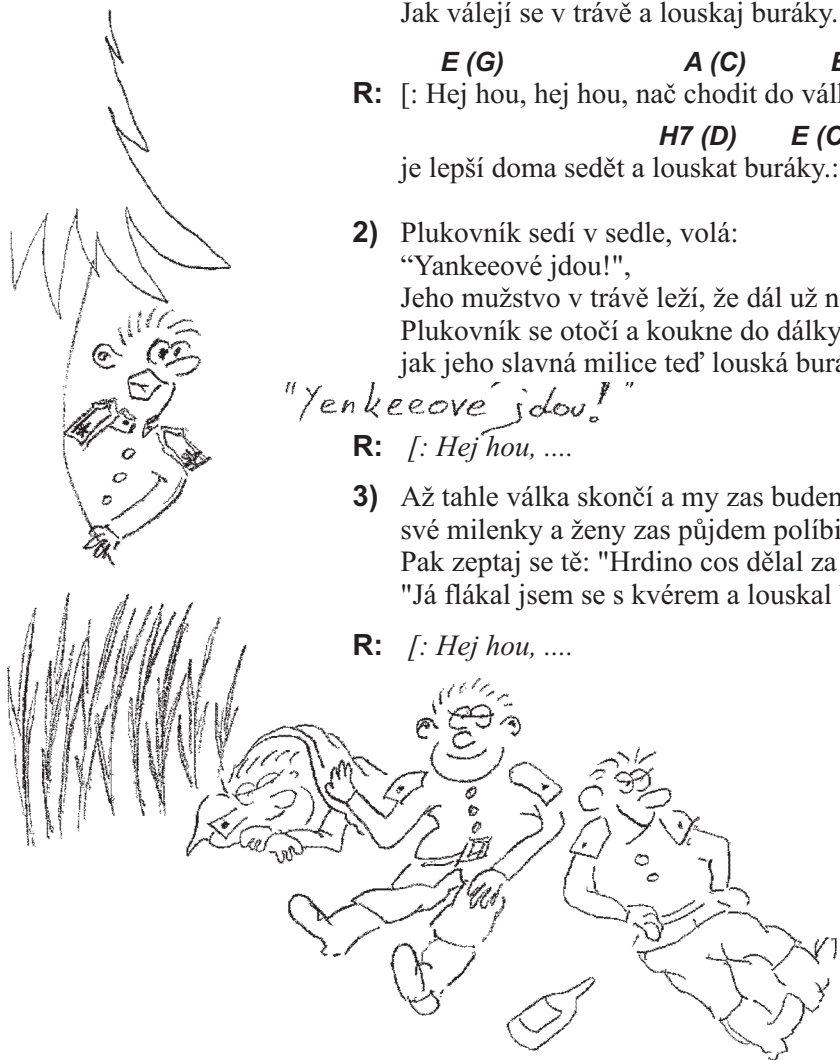 Jak válejí se v trávě a louskaj buráky.
E (G) A (C)
R: [: Hej hou, hej hou, nač chodit do
H7 (D) E
je lepší doma sedět a louskat buráky.:
2) Plukovník sedí v sedle, volá:
“Yankeeové jdou!",
Jeho mužstvo v trávě leží, že dál už
Plukovník se otočí a koukne do dálky
jak jeho slavná milice teď louská
"Yenkeeové jdou!"
R: [: Hej hou, ....
3) Až tahle válka skončí a my zas
své milenky a ženy zas půjdem
Pak zeptaj se tě: "Hrdino cos dělal za
"Já flákal jsem se s kvérem a louskal
R: [: Hej hou, ....